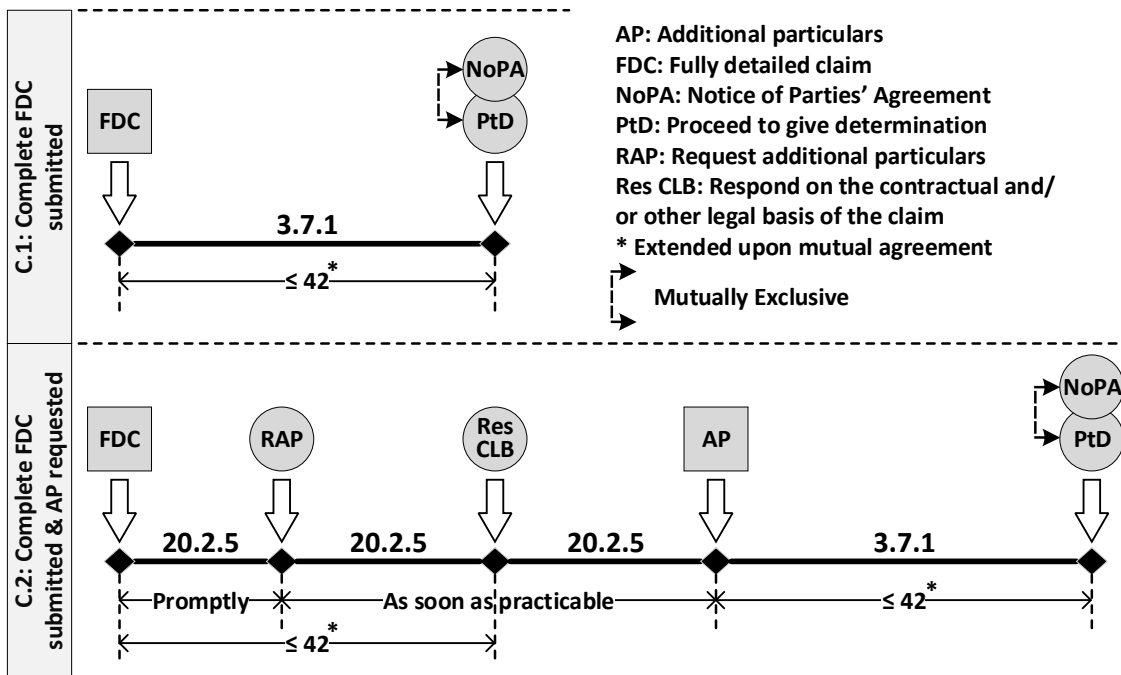 C.1: Complete FDC
submitted
FDC
NoPA
PtD
3.7.1
≤ 42*
AP: Additional particulars
FDC: Fully detailed claim
NoPA: Notice of Parties' Agreement
PtD: Proceed to give determination
RAP: Request additional particulars
Res CLB: Respond on the contractual and/
or other legal basis of the claim
* Extended upon mutual agreement
Mutually Exclusive
C.2: Complete FDC
submitted & AP requested
FDC
RAP
Res
CLB
AP
NoPA
PtD
20.2.5
20.2.5
20.2.5
3.7.1
Promptly
As soon as practicable
≤ 42*
≤ 42*